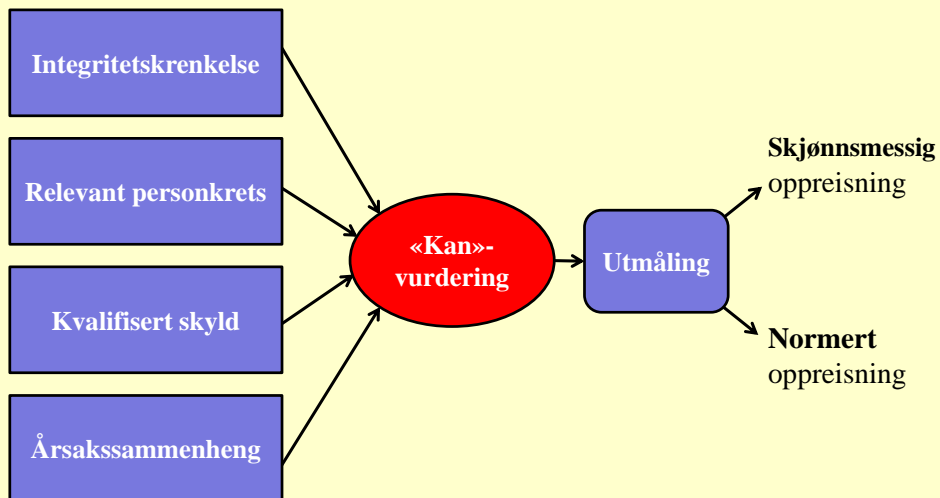 Integritetskrenkelse
Relevant personkrets
Kvalifisert skyld
Årsakssammenheng
«Kan»-
vurdering
Utmåling
Skjønnsmessig
oppreisning
Normert
oppreisning